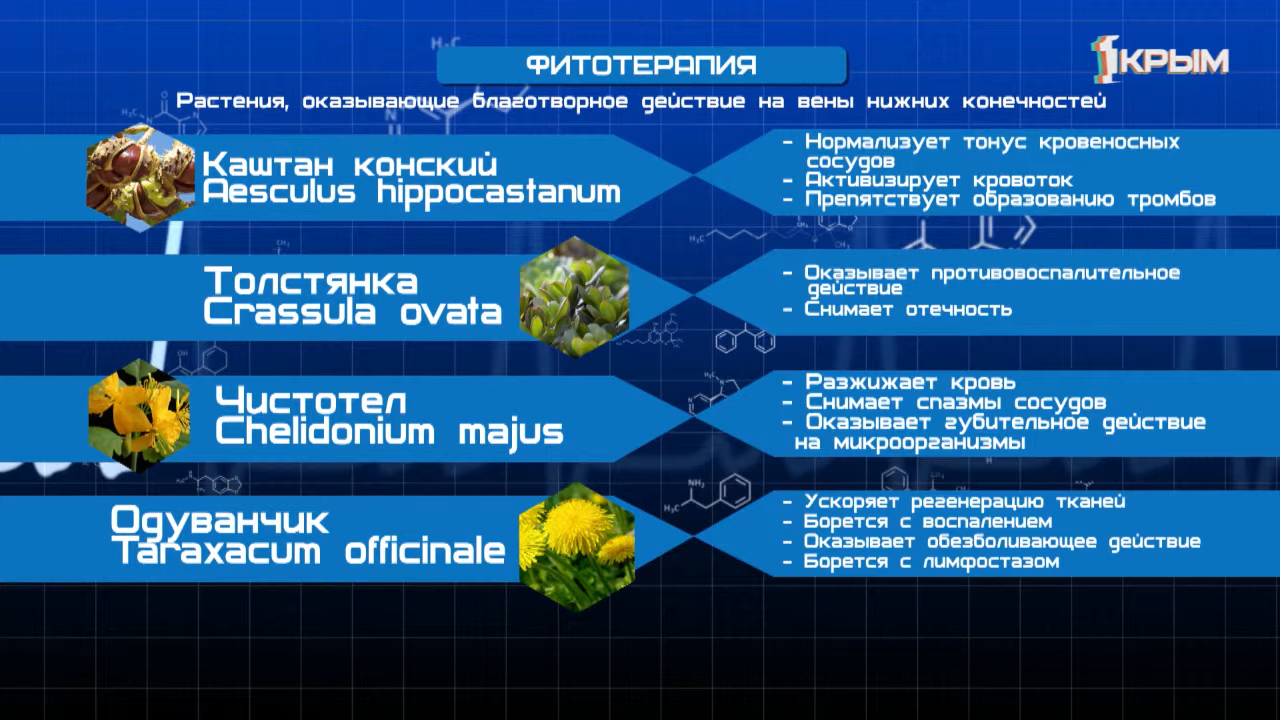 ФИТОТЕРАПИЯ
1КРЫМ
Растения, оказывающие благотворное действие на вены нижних конечностей
Каштан конский
Aesculus hippocastanum
- Нормализует тонус кровеносных
сосудов
- Активизирует кровоток
- Препятствует образованию тромбов
Толстянка
Crassula ovata
- Оказывает противовоспалительное
действие
- Снимает отечность
Чистотел
Chelidonium majus
- Разжижает кровь
- Снимает спазмы сосудов
- Оказывает губительное действие
на микроорганизмы
Одуванчик
Taraxacum officinale
- Ускоряет регенерацию тканей
- Борется с воспалением
- Оказывает обезболивающее действие
- Борется с лимфостазом